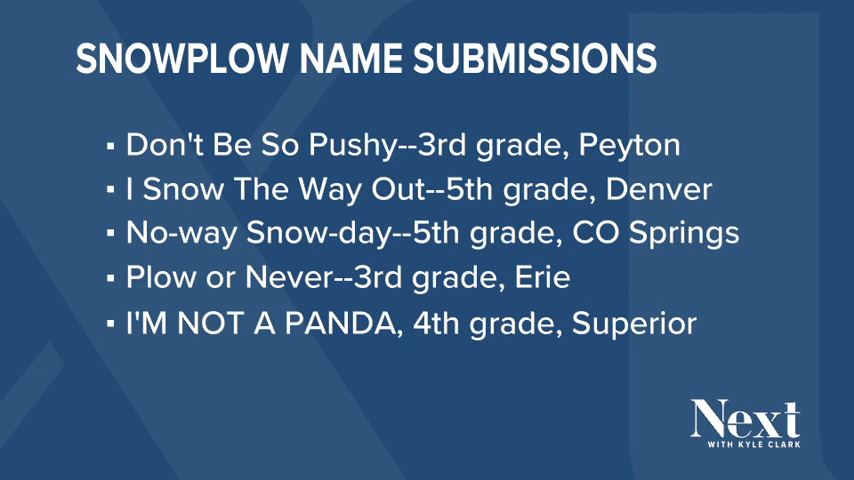 SNOWPLOW NAME SUBMISSIONS
▪ Don't Be So Pushy--3rd grade, Peyton
▪ I Snow The Way Out--5th grade, Denver
▪ No-way Snow-day--5th grade, CO Springs
▪ Plow or Never--3rd grade, Erie
▪ I'M NOT A PANDA, 4th grade, Superior
Next
WITH KYLE CLARK